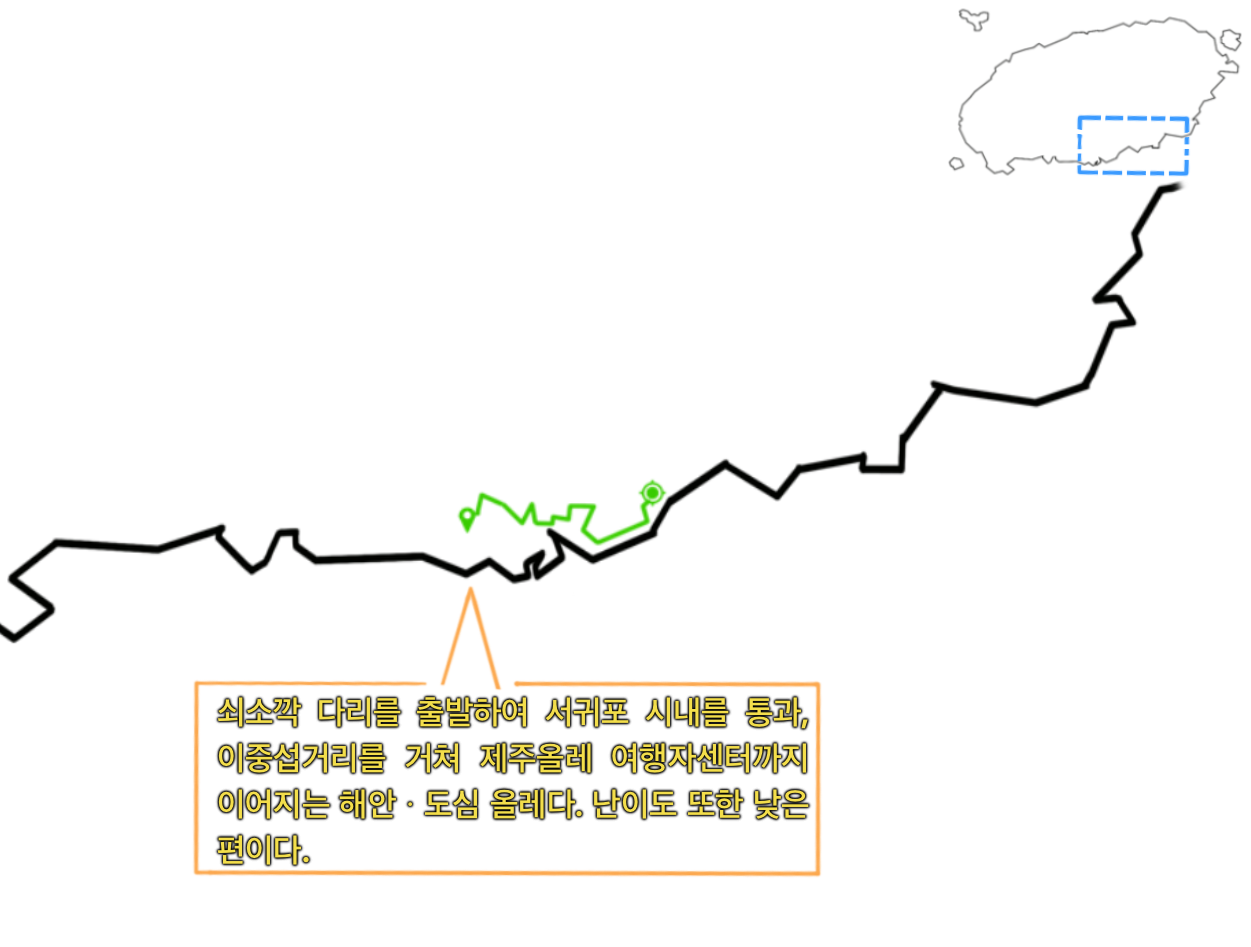 쇠소깍 다리를 출발하여 서귀포 시내를 통과,
이중섭거리를 거쳐 제주올레 여행자센터까지
이어지는 해안 · 도심 올레다. 난이도 또한 낮은
편이다.